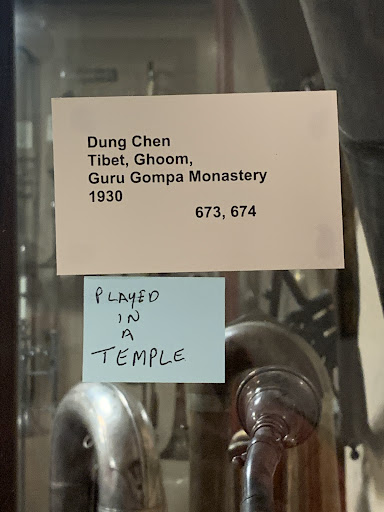 Dung Chen
Tibet, Ghoom,
Guru Gompa Monastery
1930
673, 674
PLAYED
IN
A
TEMPLE